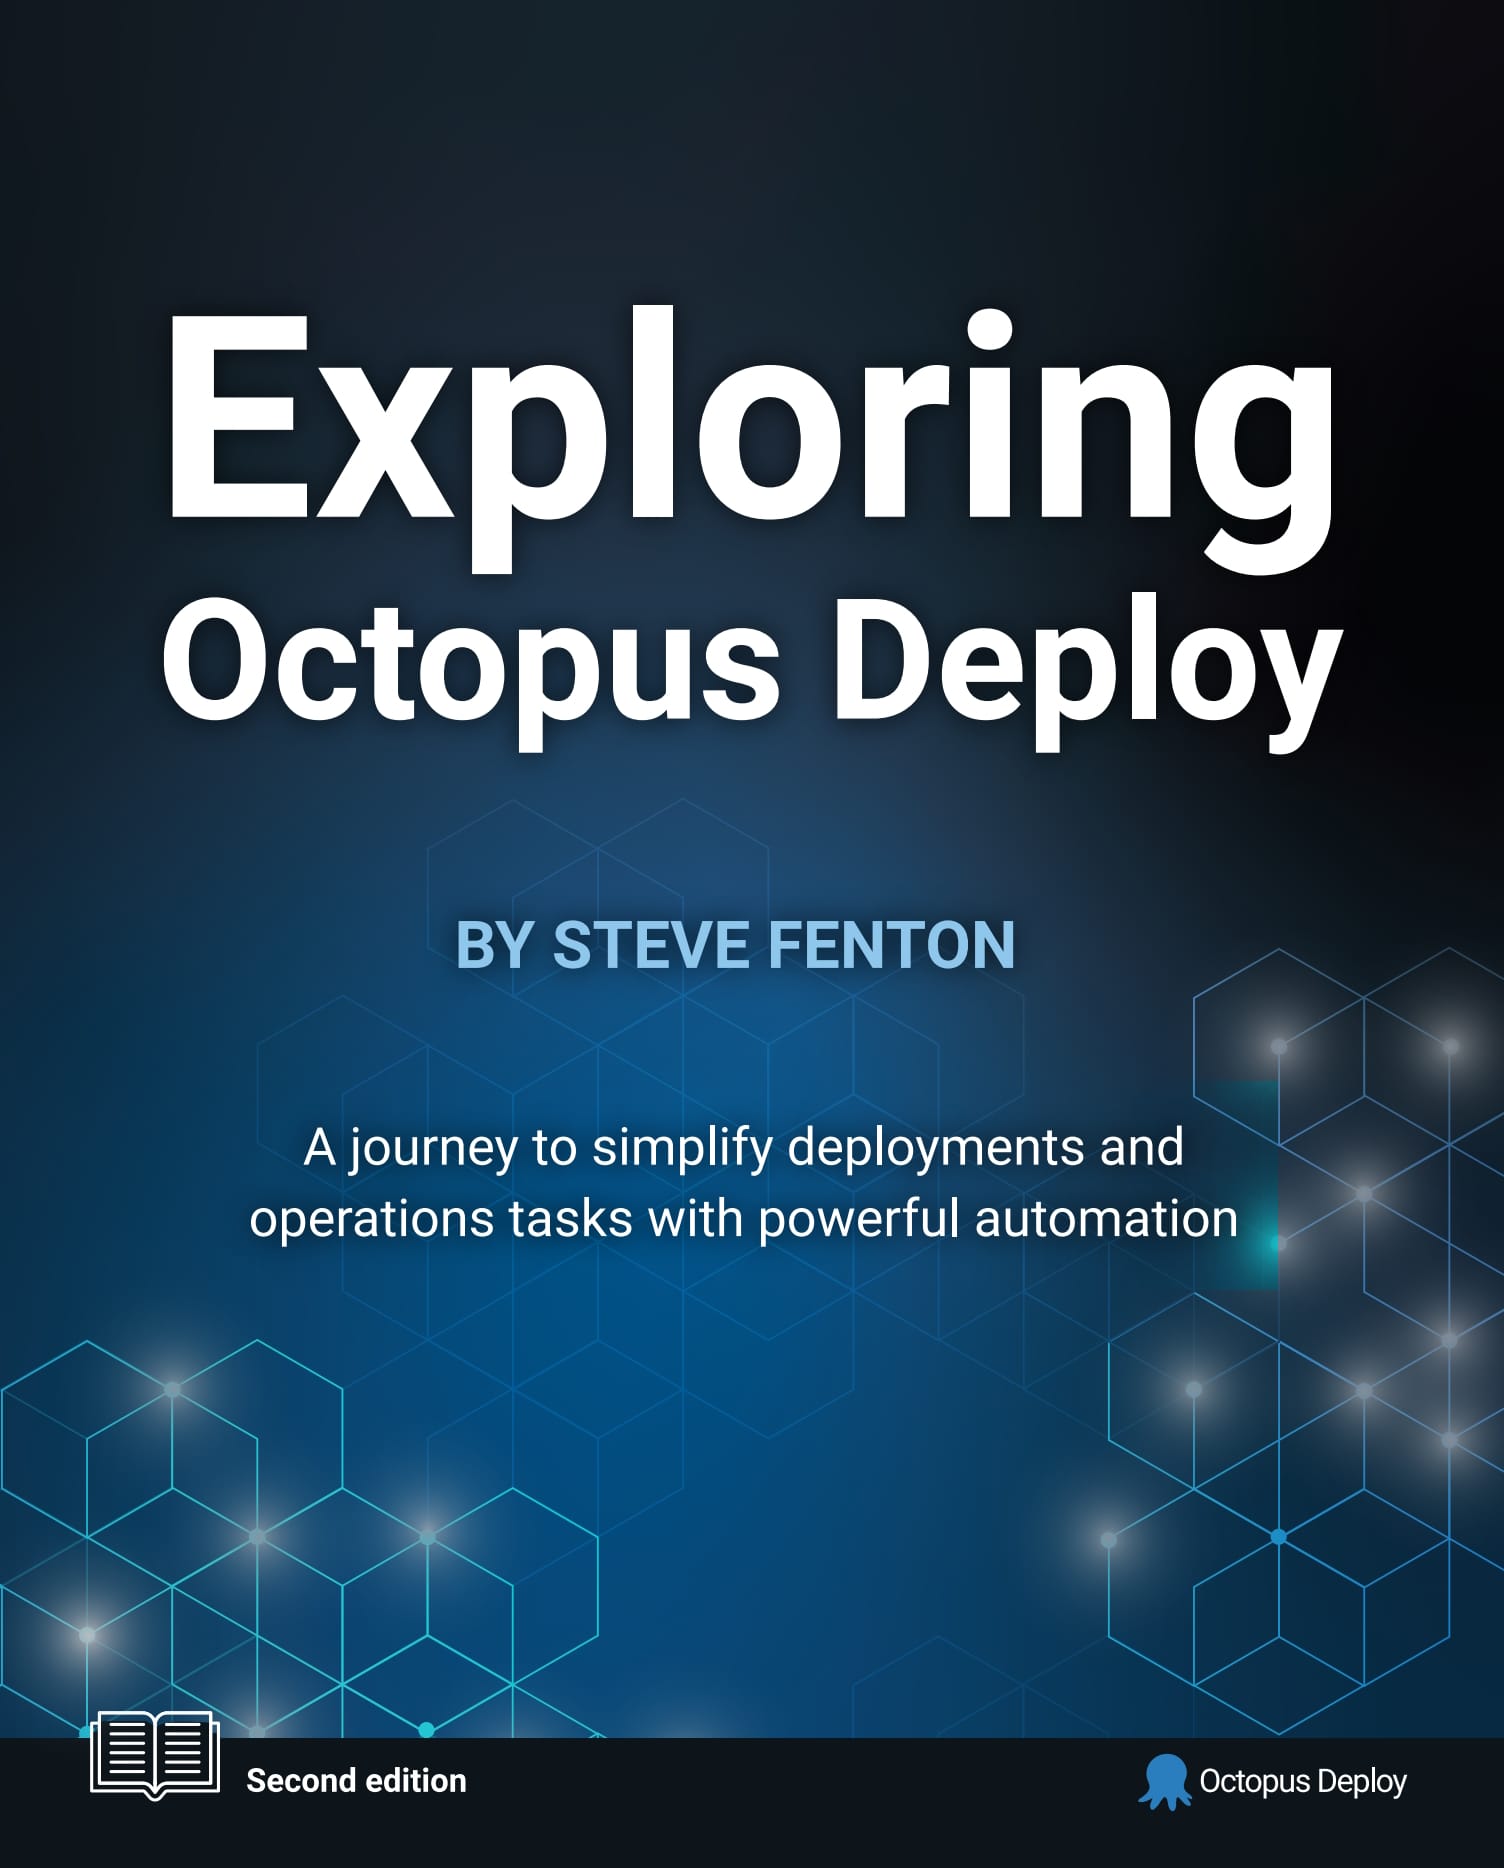 Exploring
Octopus Deploy
BY STEVE FENTON
A journey to simplify deployments and
operations tasks with powerful automation
Second edition
Octopus Deploy